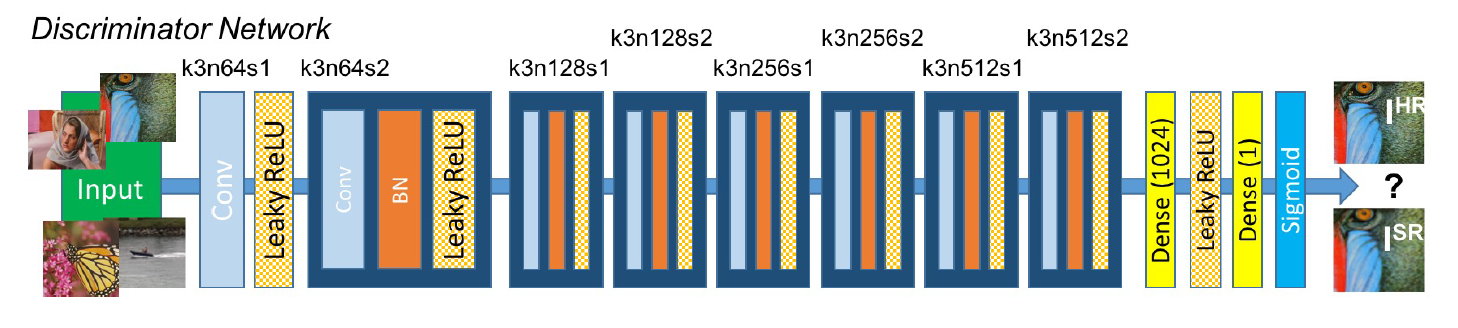 Discriminator Network
k3n64s1
k3n64s2
k3n128s1
k3n128s2
k3n256s1
k3n256s2
k3n512s1
k3n512s2
Input
Conv
Leaky ReLU
Conv
BN
Leaky ReLU
Dense (1024)
Leaky ReLU
Dense (1)
Sigmoid
I^HR
?
I^SR